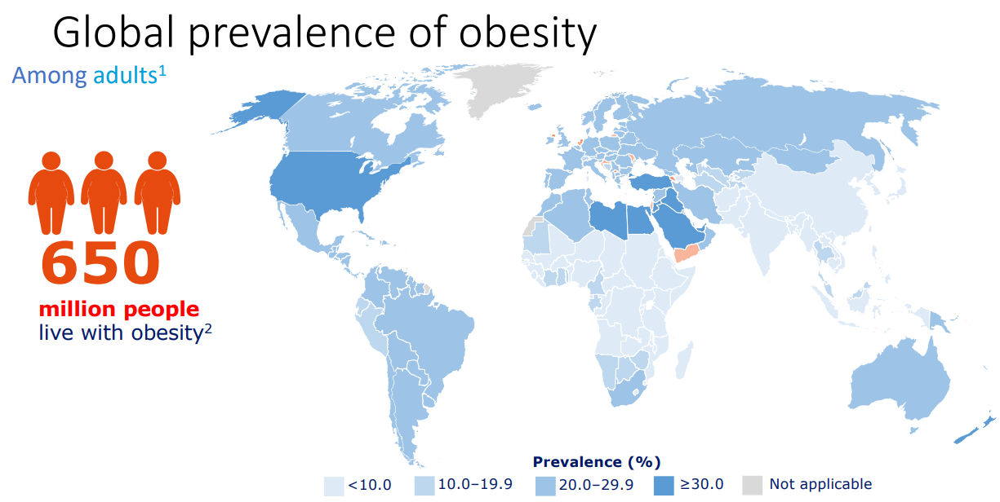 Global prevalence of obesity
Among adults¹
650
million people
live with obesity²
Prevalence (%)
<10.0
10.0–19.9
20.0–29.9
≥30.0
Not applicable